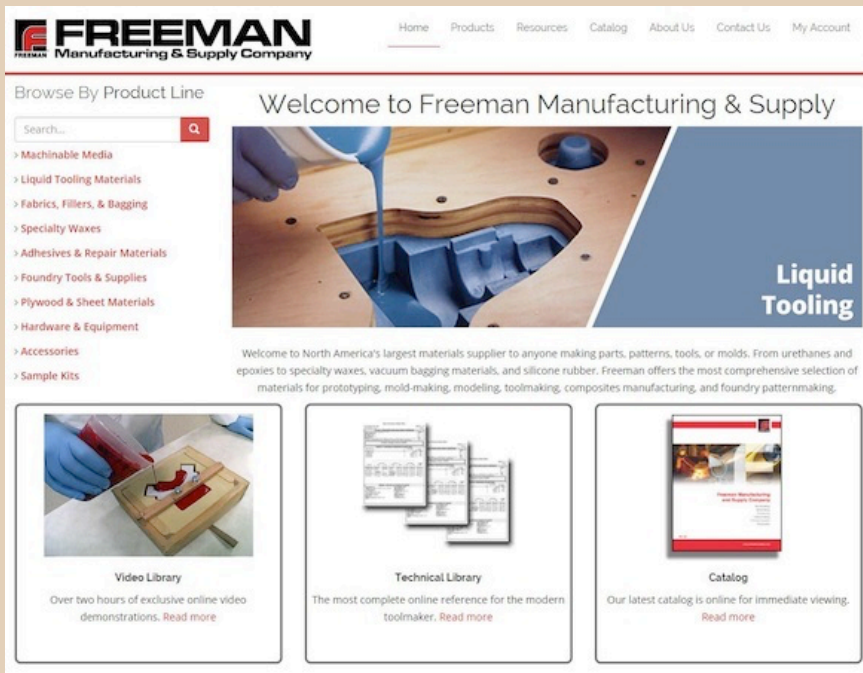 FREEMAN
FREEMAN
Manufacturing & Supply Company
Home Products Resources Catalog About Us Contact Us My Account
Browse By Product Line
Search...
Machinable Media
Liquid Tooling Materials
Fabrics, Fillers, & Bagging
Specialty Waxes
Adhesives & Repair Materials
Foundry Tools & Supplies
Plywood & Sheet Materials
Hardware & Equipment
Accessories
Sample Kits
Welcome to Freeman Manufacturing & Supply
Liquid
Tooling
Welcome to North America's largest materials supplier to anyone making parts, patterns, tools, or molds. From urethanes and
epoxies to specialty waxes, vacuum bagging materials, and silicone rubber. Freeman offers the most comprehensive selection of
materials for prototyping, mold-making, modeling, toolmaking, composites manufacturing, and foundry patternmaking.
Video Library
Over two hours of exclusive online video
demonstrations. Read more
Technical Library
The most complete online reference for the modern
toolmaker. Read more
Freeman Manufacturing
and Supply Company
Catalog
Our latest catalog is online for immediate viewing.
Read more